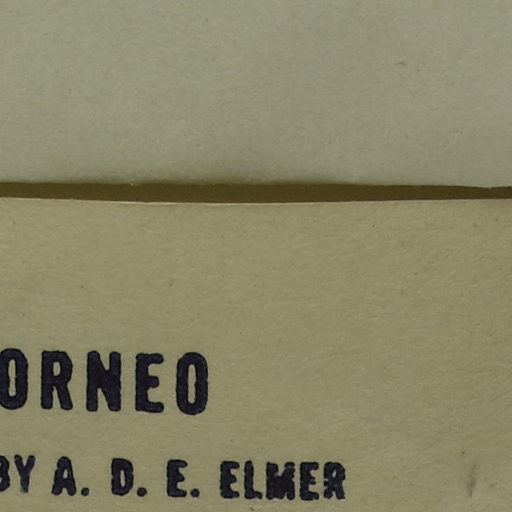 ORNEO
BY A. D. E. ELMER